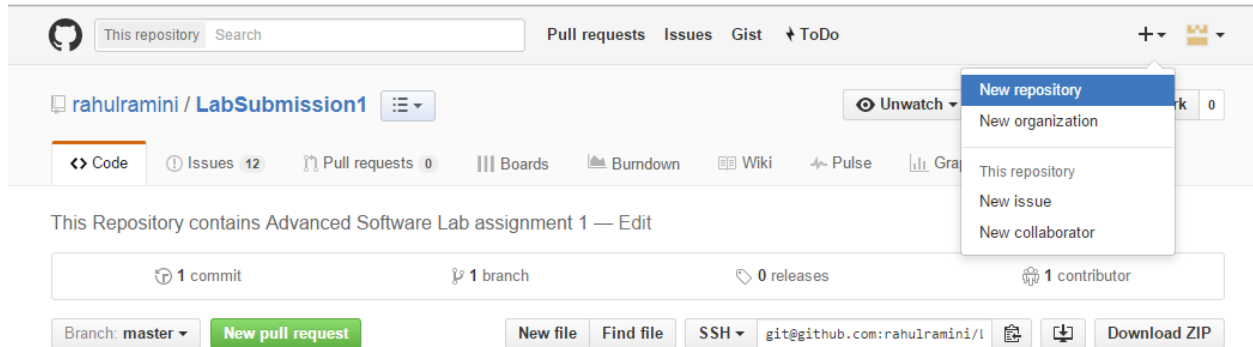 This repository Search Pull requests Issues Gist ToDo
rahulramini / LabSubmission1 Unwatch rk 0
New repository
New organization
This repository
New issue
New collaborator
Code Issues 12 Pull requests 0 Boards Burndown Wiki Pulse Gra
This Repository contains Advanced Software Lab assignment 1 — Edit
1 commit 1 branch 0 releases 1 contributor
Branch: master New pull request New file Find file SSH git@github.com:rahulramini/L Download ZIP